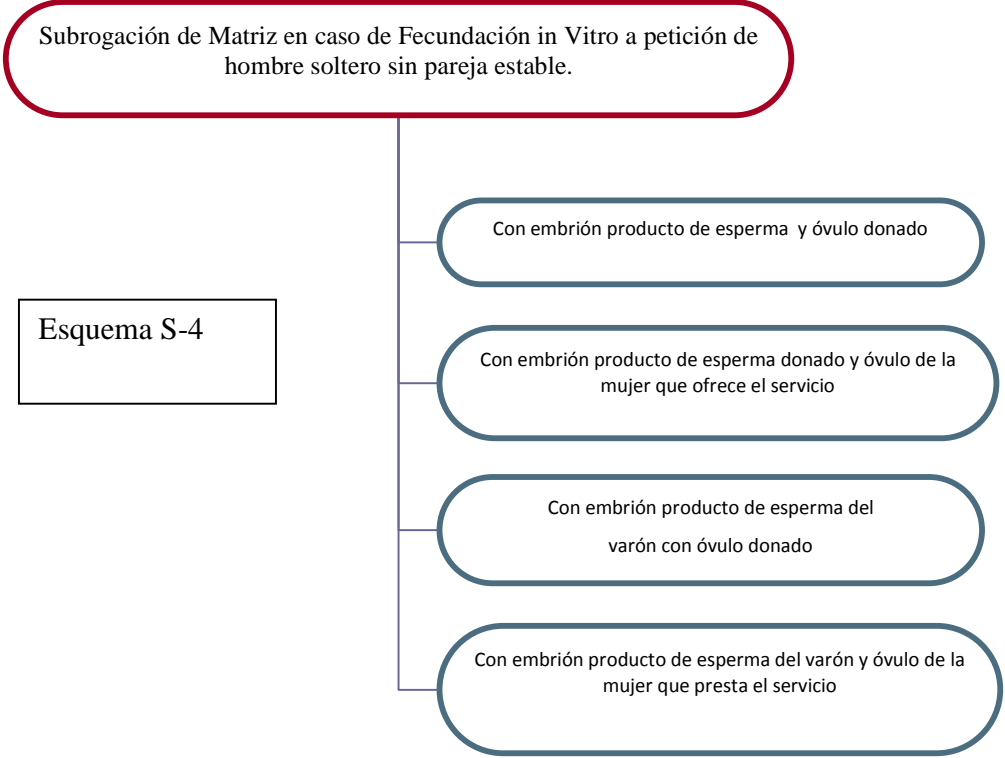 Subrogación de Matriz en caso de Fecundación in Vitro a petición de
hombre soltero sin pareja estable.
Con embrión producto de esperma y óvulo donado
Esquema S-4
Con embrión producto de esperma donado y óvulo de la
mujer que ofrece el servicio
Con embrión producto de esperma del
varón con óvulo donado
Con embrión producto de esperma del varón y óvulo de la
mujer que presta el servicio